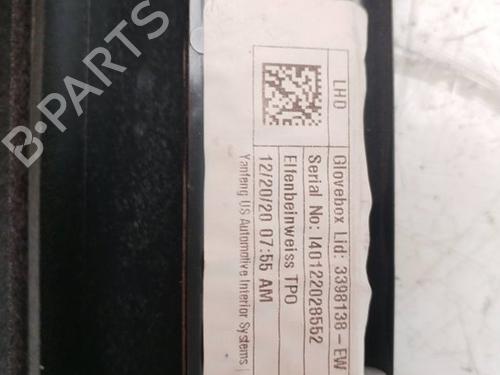 LHD
Glovebox Lid: 3398138-EW
Serial No: I40122028552
Elfenbeinweiss TPO
12/20/20 07:55 AM
Yanfeng US Automotive Interior Systems I
B-PARTS